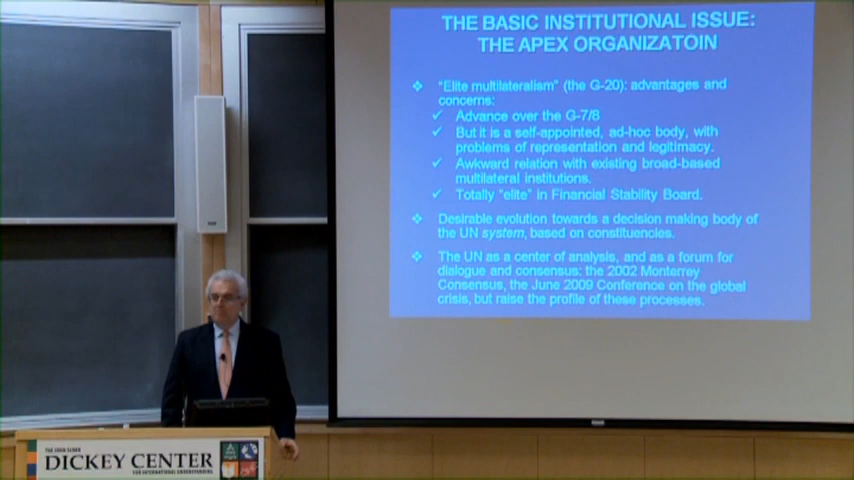 THE BASIC INSTITUTIONAL ISSUE:
THE APEX ORGANIZATOIN
"Elite multilateralism" (the G-20): advantages and
concerns:
Advance over the G-7/8
But it is a self-appointed, ad-hoc body, with
problems of representation and legitimacy.
Awkward relation with existing broad-based
multilateral institutions.
Totally "elite" in Financial Stability Board.
Desirable evolution towards a decision making body of
the UN system, based on constituencies.
The UN as a center of analysis, and as a forum for
dialogue and consensus: the 2002 Monterrey
Consensus, the June 2009 Conference on the global
crisis, but raise the profile of these processes.
THE JOHN SLOAN
DICKEY CENTER
FOR INTERNATIONAL UNDERSTANDING